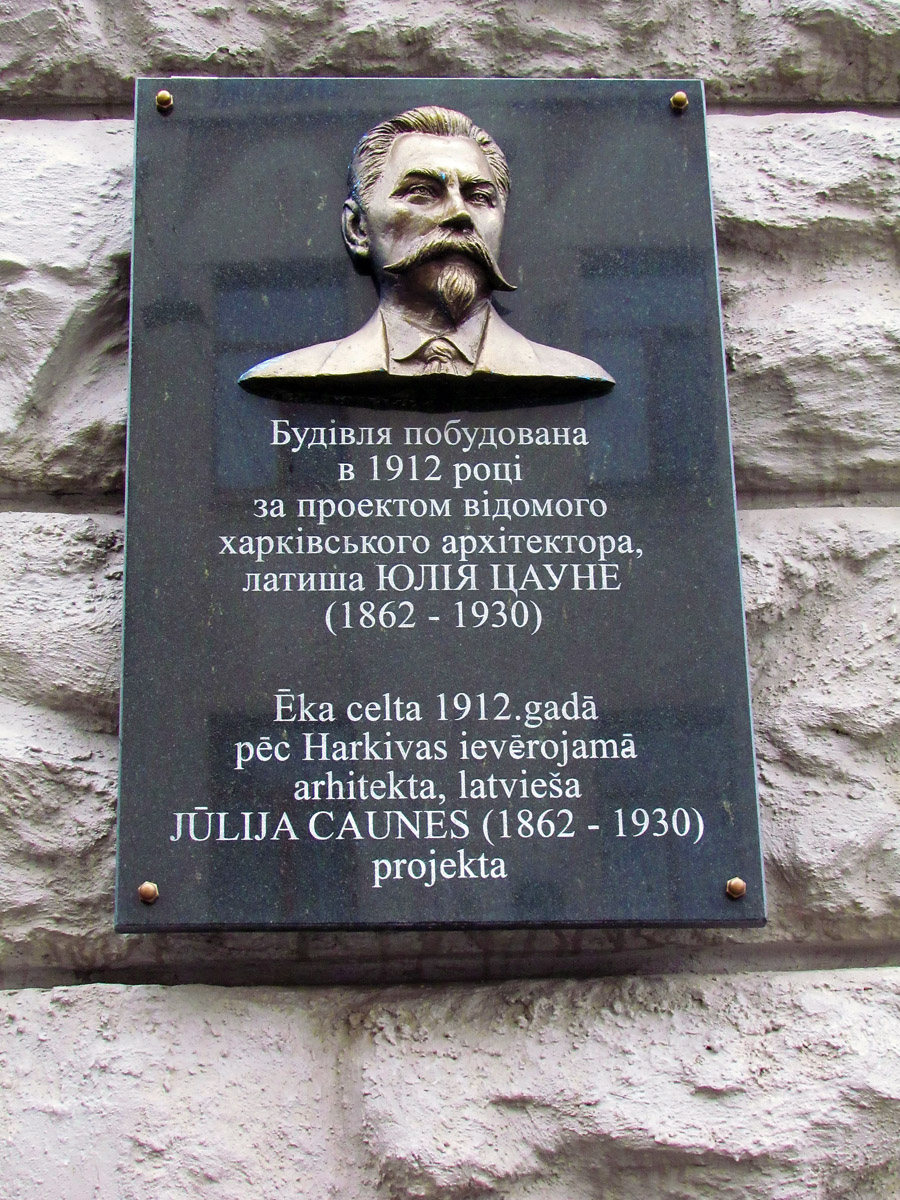 Будівля побудована
в 1912 році
за проектом відомого
харківського архітектора,
латиша ЮЛІЯ ЦАУНЕ
(1862 - 1930)
Ēka celta 1912.gadā
pēc Harkivas ievērojamā
arhitekta, latvieša
JŪLIJA CAUNES (1862 - 1930)
projekta